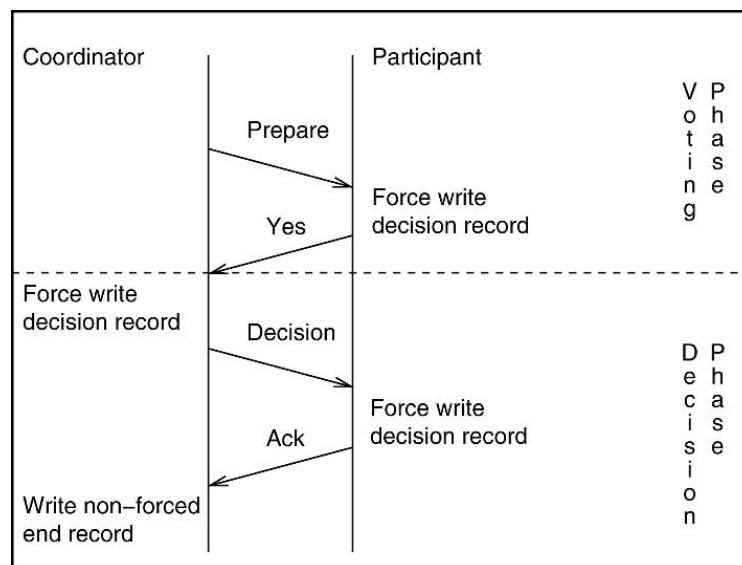 Coordinator
Participant
Voting
Phase
Prepare
Force write
decision record
Yes
Force write
decision record
Decision
Decision
Phase
Force write
decision record
Ack
Write non-forced
end record